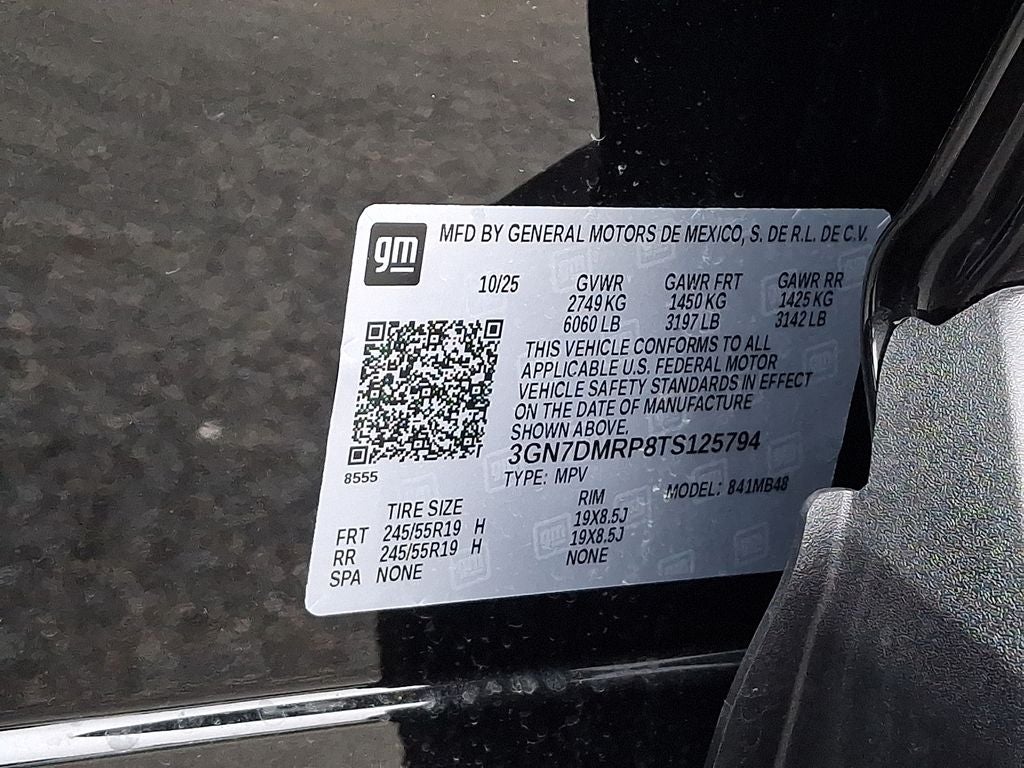 gm
MFD BY GENERAL MOTORS DE MEXICO, S. DE R.L. DE C.V.
10/25 GVWR GAWR FRT GAWR RR
2749 KG 1450 KG 1425 KG
6060 LB 3197 LB 3142 LB
THIS VEHICLE CONFORMS TO ALL
APPLICABLE U.S. FEDERAL MOTOR
VEHICLE SAFETY STANDARDS IN EFFECT
ON THE DATE OF MANUFACTURE
SHOWN ABOVE.
3GN7DMRP8TS125794
8555
TYPE: MPV MODEL: 841MB48
TIRE SIZE RIM
FRT 245/55R19 H 19X8.5J
RR 245/55R19 H 19X8.5J
SPA NONE NONE